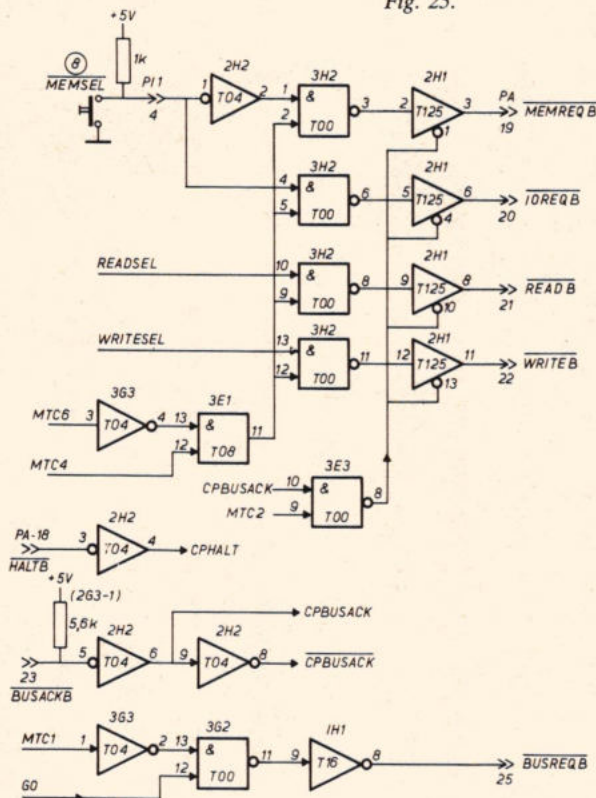 Fig. 25.
+5V
1k
8
MEMSEL
PI1
4
1
2H2
T04
2
1
2
3H2
&
T00
3
2
2H1
T125
1
3
PA
19
MEMREQB
4
5
3H2
&
T00
6
5
2H1
T125
4
6
20
IOREQB
READSEL
10
9
3H2
&
T00
8
9
2H1
T125
10
8
21
READB
WRITESEL
13
12
3H2
&
T00
11
12
2H1
T125
13
11
22
WRITEB
MTC6
3
3G3
T04
4
13
12
3E1
&
T08
11
MTC4
CPBUSACK
10
MTC2
9
3E3
&
T00
8
PA-18
HALTB
3
2H2
T04
4
CPHALT
+5V
(2G3-1)
5,6k
23
BUSACKB
5
2H2
T04
6
CPBUSACK
9
2H2
T04
8
CPBUSACK
MTC1
1
3G3
T04
2
13
12
3G2
&
T00
11
9
1H1
T16
8
25
BUSREQB
GO